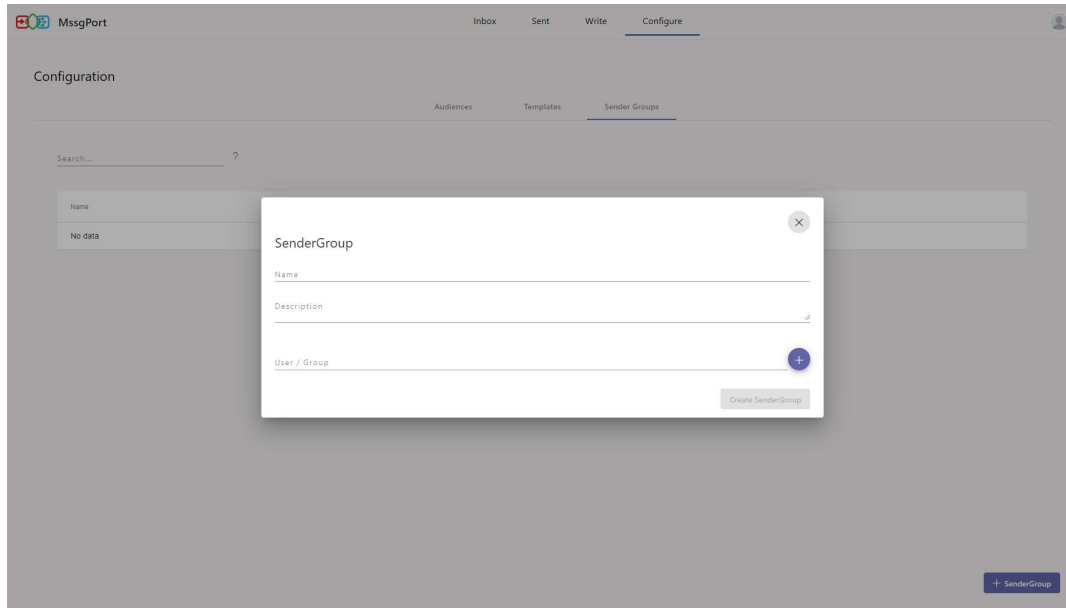 MssgPort Inbox Sent Write Configure
Configuration
Audiences Templates Sender Groups
Search... ?
Name
No data
SenderGroup
Name
Description
User / Group
Create SenderGroup
+ SenderGroup